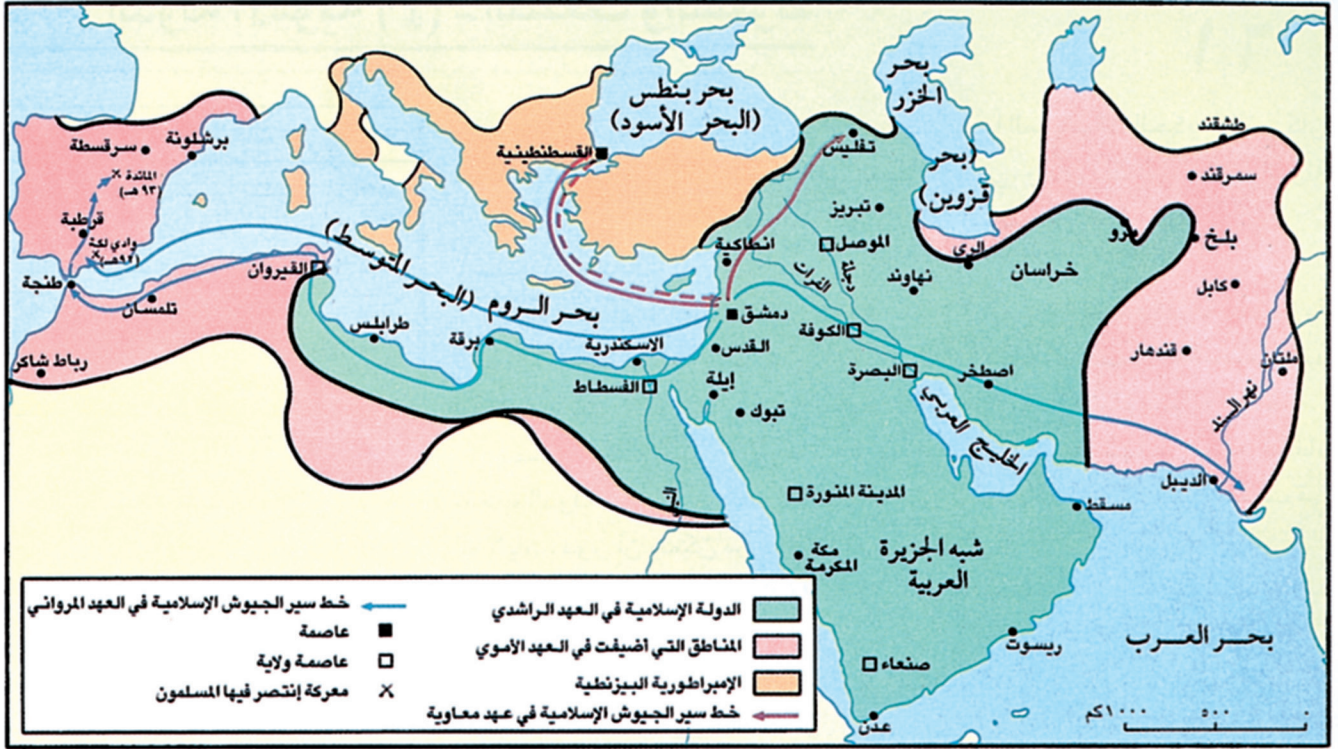 بحر بنطس
(البحر الأسود)
بحر
الخزر
(بحر
قزوين)
طشقند
سمرقند
بلخ
كابل
قندهار
ملتان
نهر السند
الديبل
مرو
خراسان
الري
نهاوند
تبريز
تفليس
الموصل
دجلة
الفرات
انطاكية
دمشق
الكوفة
البصرة
اصطخر
القدس
إيلة
تبوك
القسطنطينية
بحر الروم (البحر المتوسط)
الاسكندرية
الفسطاط
برقة
طرابلس
القيروان
تلمسان
طنجة
رباط شاكر
سرقسطة
برشلونة
المائدة
(٩٣ هـ)
قرطبة
وادي لكة
الخليج العربي
مسقط
المدينة المنورة
مكة
المكرمة
شبه الجزيرة
العربية
صنعاء
عدن
ريسوت
بحر العرب
١٠٠٠ كم
٥٠٠
٠
الدولة الإسلامية في العهد الراشدي
المناطق التي أضيفت في العهد الأموي
الإمبراطورية البيزنطية
خط سير الجيوش الإسلامية في عهد معاوية
خط سير الجيوش الإسلامية في العهد المرواني
عاصمة
عاصمة ولاية
معركة إنتصر فيها المسلمون